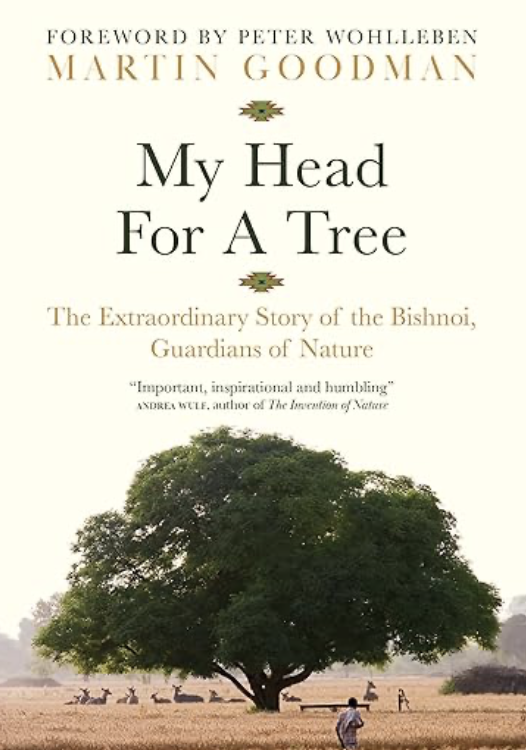 FOREWORD BY PETER WOHLLEBEN
MARTIN GOODMAN
My Head
For A Tree
The Extraordinary Story of the Bishnoi,
Guardians of Nature
“Important, inspirational and humbling”
ANDREA WULF, author of The Invention of Nature